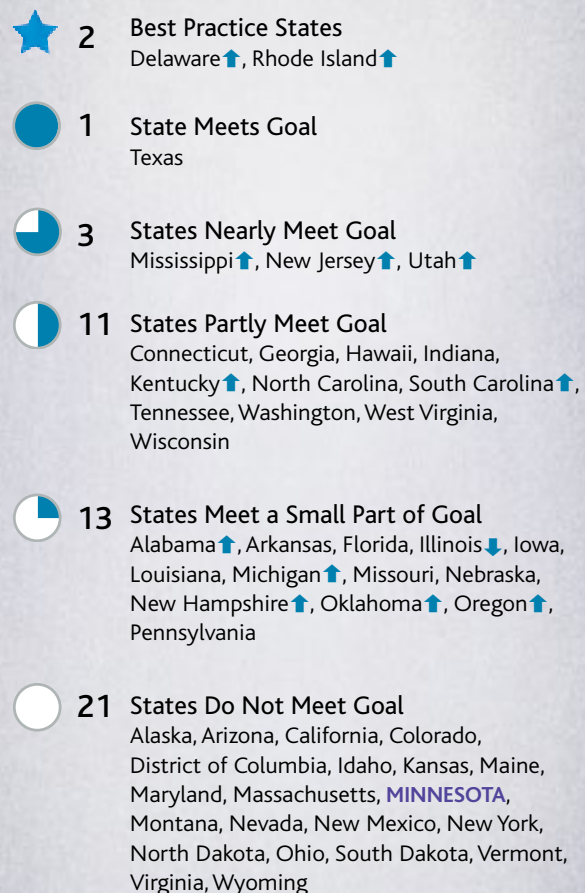 2 Best Practice States
Delaware⬆, Rhode Island⬆
1 State Meets Goal
Texas
3 States Nearly Meet Goal
Mississippi⬆, New Jersey⬆, Utah⬆
11 States Partly Meet Goal
Connecticut, Georgia, Hawaii, Indiana,
Kentucky⬆, North Carolina, South Carolina⬆,
Tennessee, Washington, West Virginia,
Wisconsin
13 States Meet a Small Part of Goal
Alabama⬆, Arkansas, Florida, Illinois⬇, Iowa,
Louisiana, Michigan⬆, Missouri, Nebraska,
New Hampshire⬆, Oklahoma⬆, Oregon⬆,
Pennsylvania
21 States Do Not Meet Goal
Alaska, Arizona, California, Colorado,
District of Columbia, Idaho, Kansas, Maine,
Maryland, Massachusetts, MINNESOTA,
Montana, Nevada, New Mexico, New York,
North Dakota, Ohio, South Dakota, Vermont,
Virginia, Wyoming